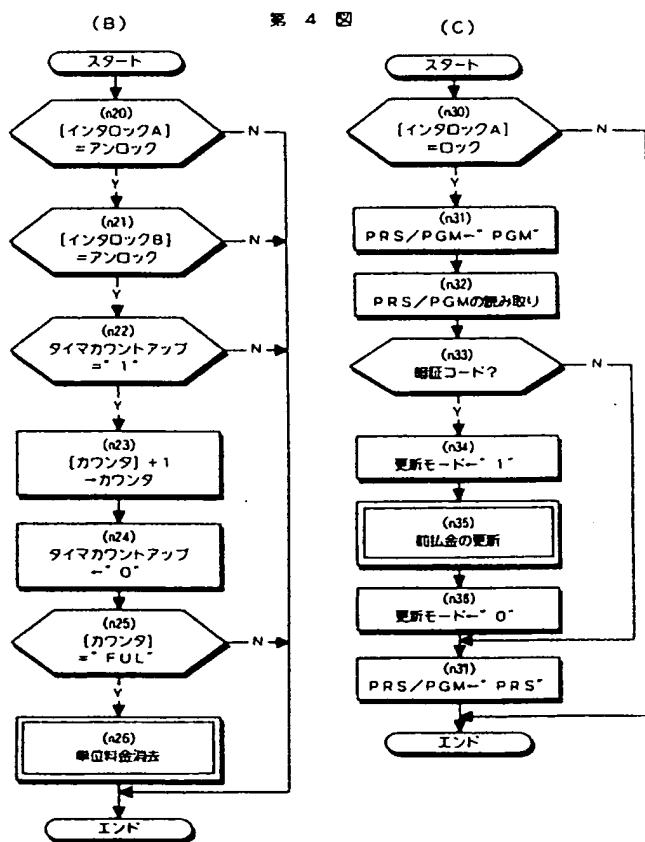 第 4 図
(B)
スタート
(n20)
[インタロックA]
=アンロック
N
Y
(n21)
[インタロックB]
=アンロック
N
Y
(n22)
タイマカウントアップ
="1"
N
Y
(n23)
[カウンタ]+1
→カウンタ
(n24)
タイマカウントアップ
←"0"
(n25)
[カウンタ]
="FUL"
N
Y
(n26)
単位料金消去
エンド
(C)
スタート
(n30)
[インタロックA]
=ロック
N
Y
(n31)
PRS/PGM←"PGM"
(n32)
PRS/PGMの読み取り
(n33)
暗証コード?
N
Y
(n34)
更新モード←"1"
(n35)
前払金の更新
(n36)
更新モード←"0"
(n37)
PRS/PGM←"PRS"
エンド